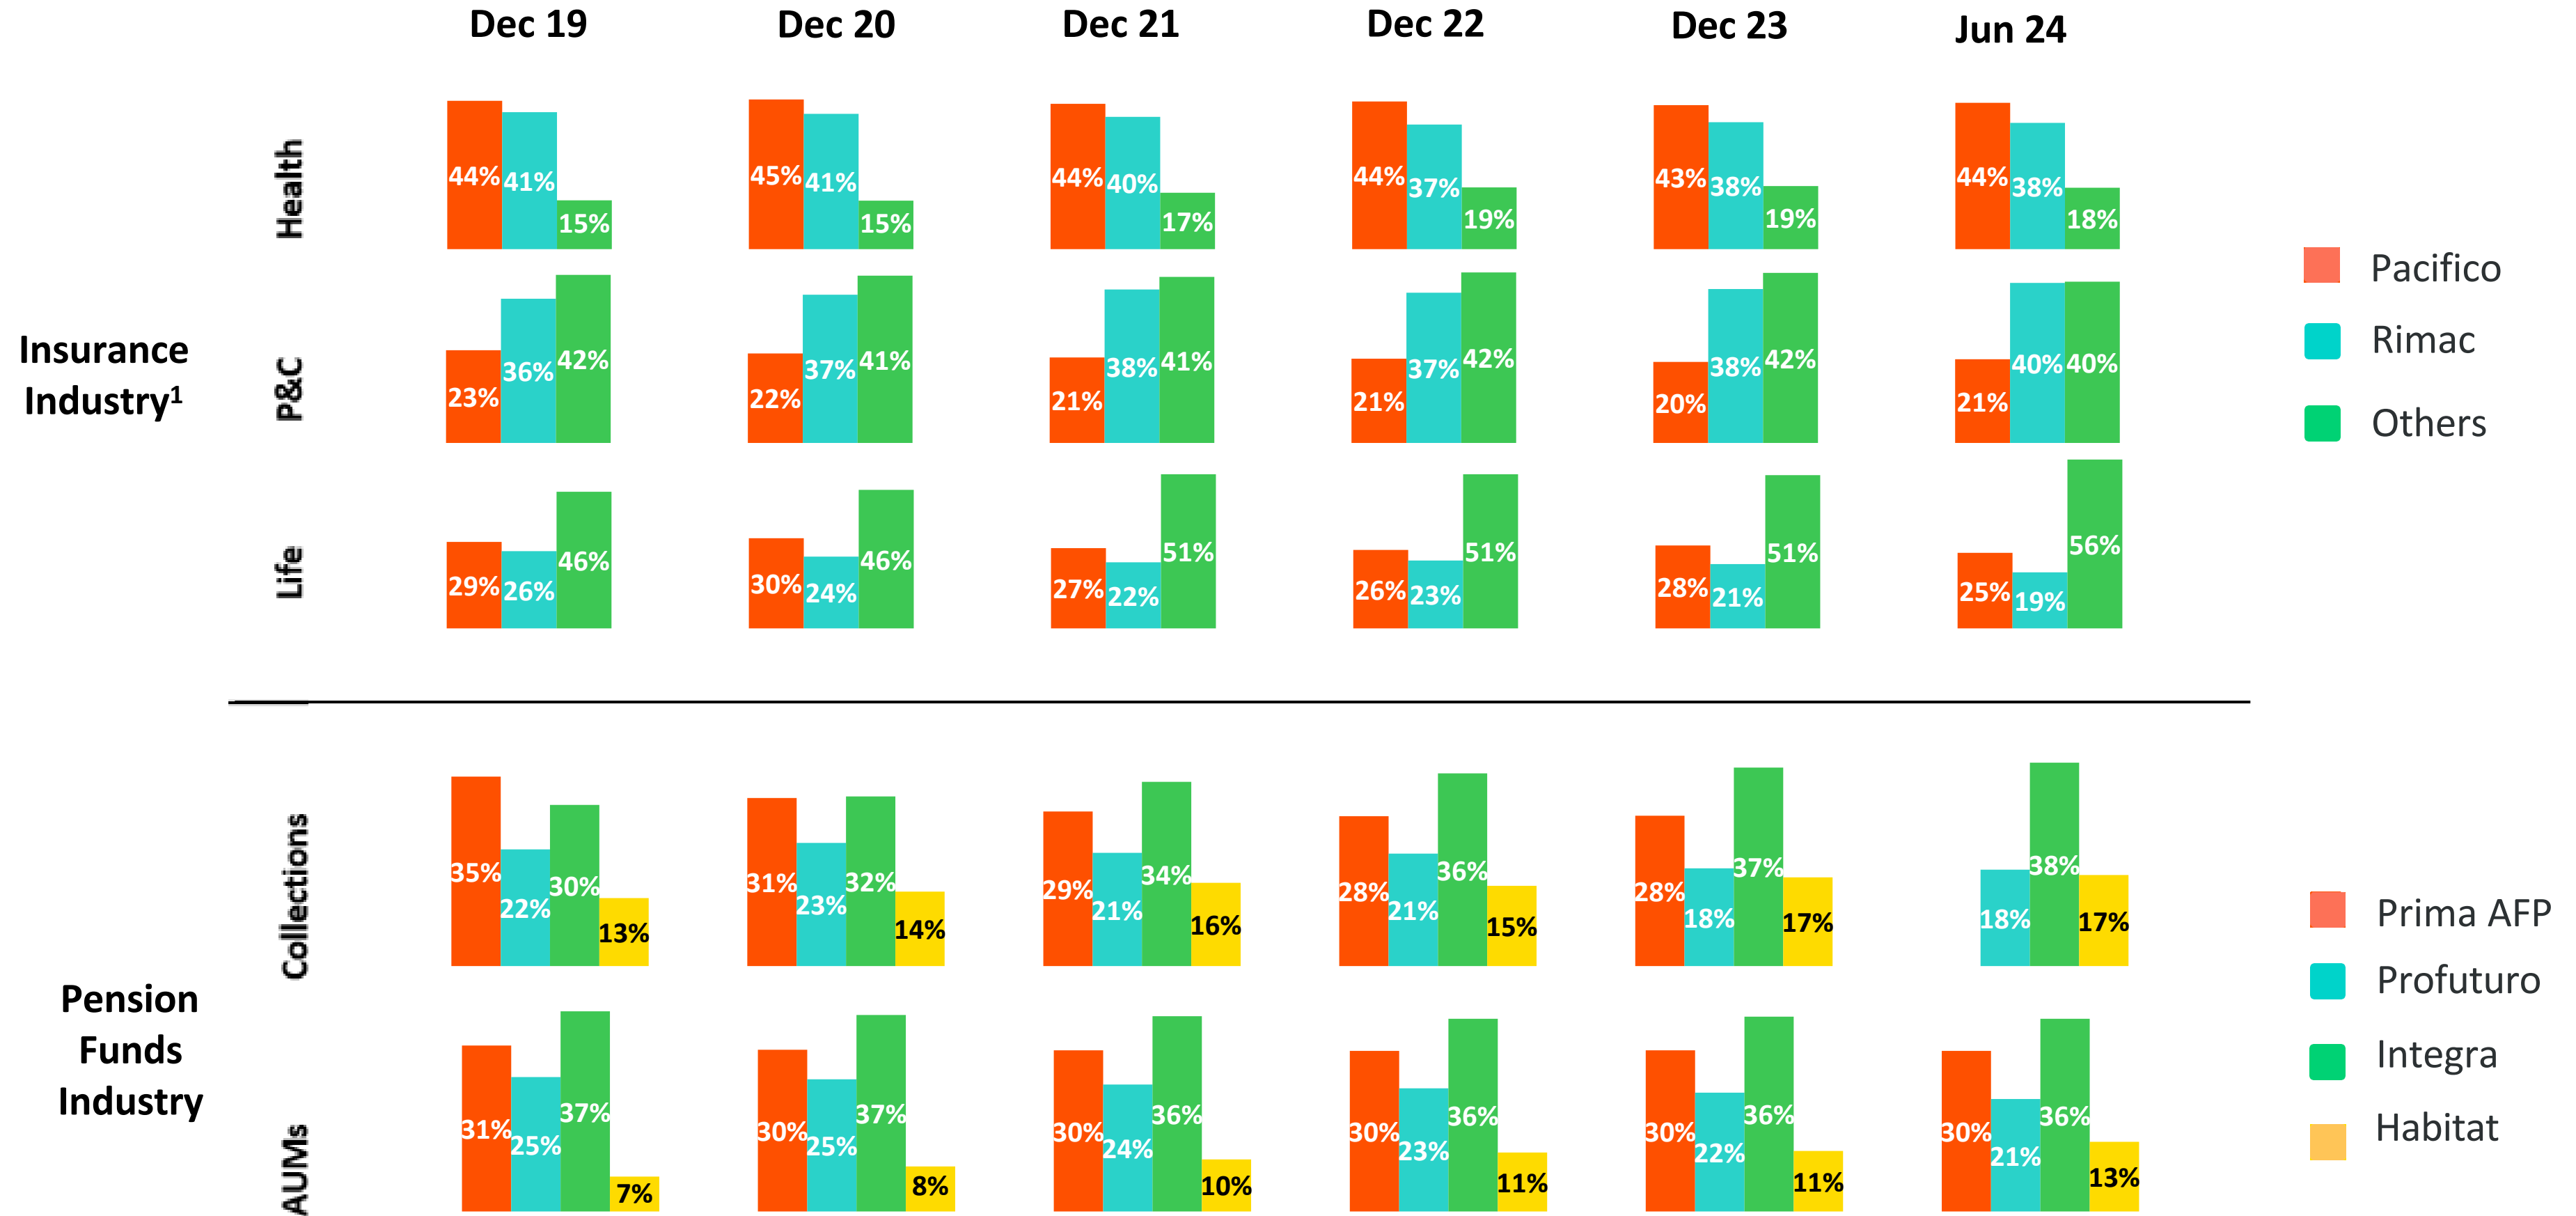 Dec 19 Dec 20 Dec 21 Dec 22 Dec 23 Jun 24
Insurance
Industry1
Health
44% 41% 15%
45% 41% 15%
44% 40% 17%
44% 37% 19%
43% 38% 19%
44% 38% 18%
P&C
23% 36% 42%
22% 37% 41%
21% 38% 41%
21% 37% 42%
20% 38% 42%
21% 40% 40%
Life
29% 26% 46%
30% 24% 46%
27% 22% 51%
26% 23% 51%
28% 21% 51%
25% 19% 56%
Pacifico
Rimac
Others
Pension
Funds
Industry
Collections
35% 22% 30% 13%
31% 23% 32% 14%
29% 21% 34% 16%
28% 21% 36% 15%
28% 18% 37% 17%
18% 38% 17%
AUMs
31% 25% 37% 7%
30% 25% 37% 8%
30% 24% 36% 10%
30% 23% 36% 11%
30% 22% 36% 11%
30% 21% 36% 13%
Prima AFP
Profuturo
Integra
Habitat